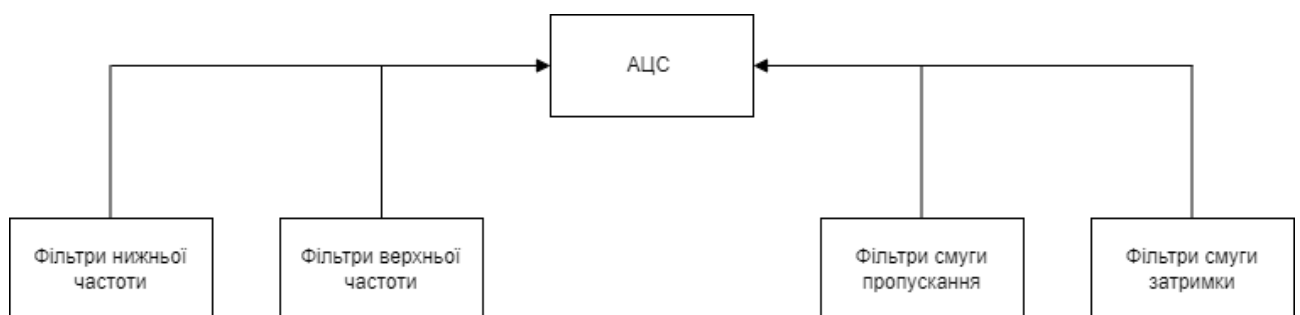 АЦС
Фільтри нижньої
частоти
Фільтри верхньої
частоти
Фільтри смуги
пропускання
Фільтри смуги
затримки